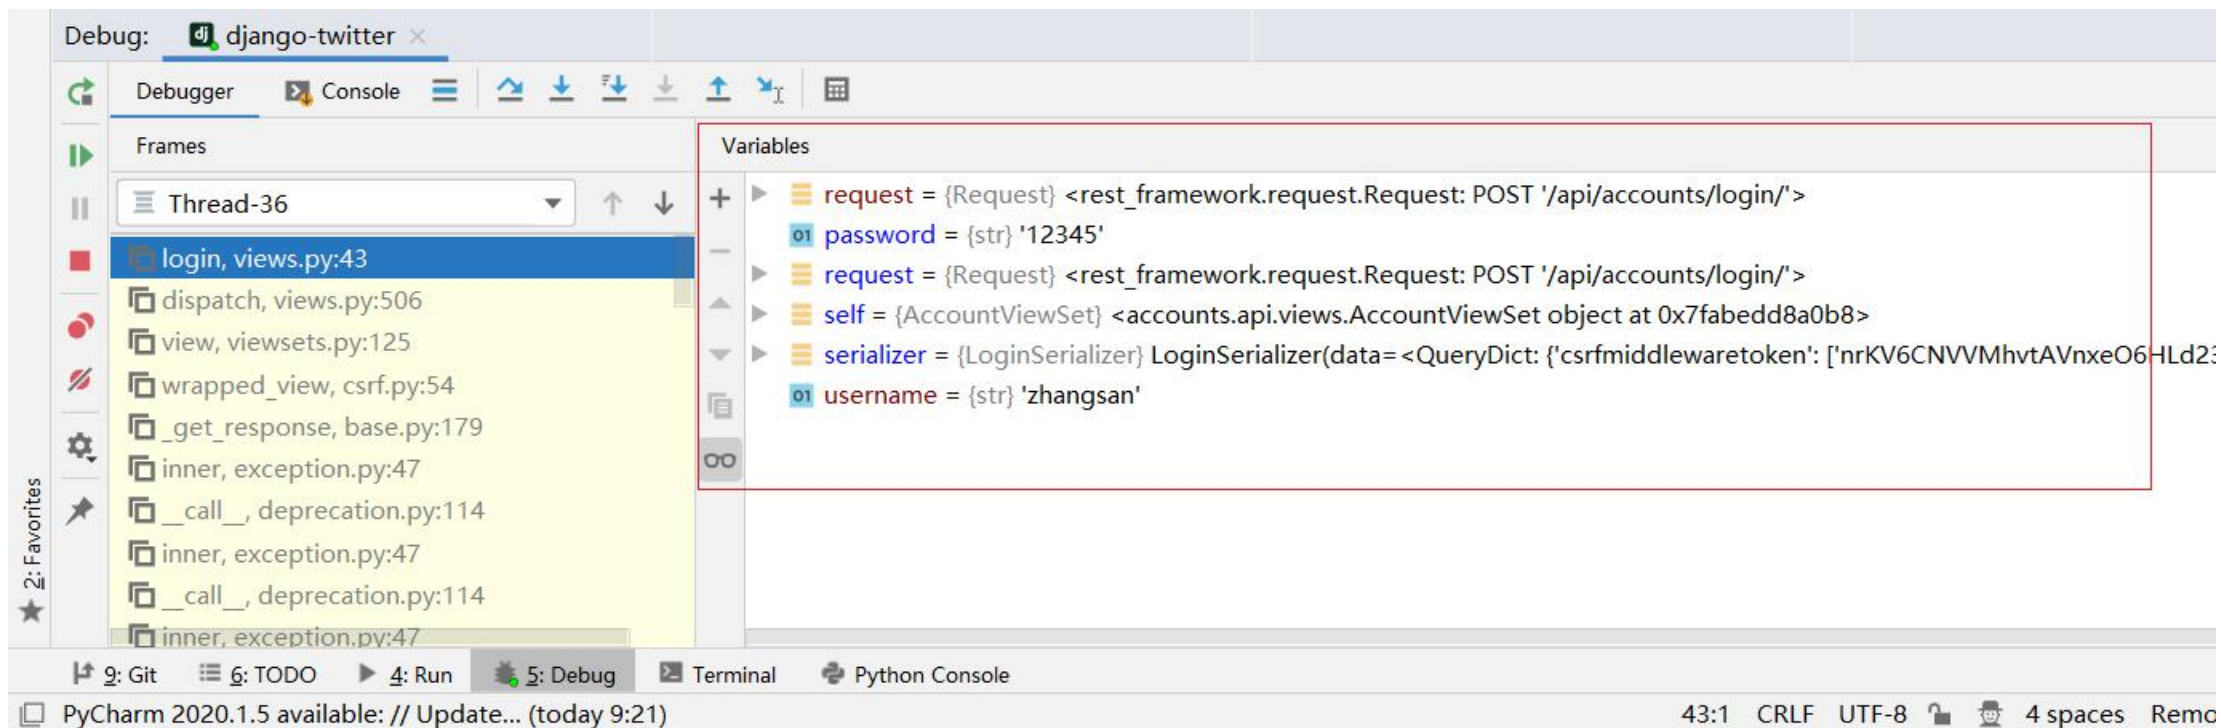 Debug: django-twitter
Debugger Console
Frames
Variables
Thread-36
login, views.py:43
dispatch, views.py:506
view, viewsets.py:125
wrapped_view, csrf.py:54
_get_response, base.py:179
inner, exception.py:47
__call__, deprecation.py:114
inner, exception.py:47
__call__, deprecation.py:114
inner, exception.py:47
request = {Request} <rest_framework.request.Request: POST '/api/accounts/login/'>
01 password = {str} '12345'
request = {Request} <rest_framework.request.Request: POST '/api/accounts/login/'>
self = {AccountViewSet} <accounts.api.views.AccountViewSet object at 0x7fabedd8a0b8>
serializer = {LoginSerializer} LoginSerializer(data=<QueryDict: {'csrfmiddlewaretoken': ['nrKV6CNVVMhvtAVnxeO6HLd23
01 username = {str} 'zhangsan'
2: Favorites
9: Git 6: TODO 4: Run 5: Debug Terminal Python Console
PyCharm 2020.1.5 available: // Update... (today 9:21) 43:1 CRLF UTF-8 4 spaces Remo